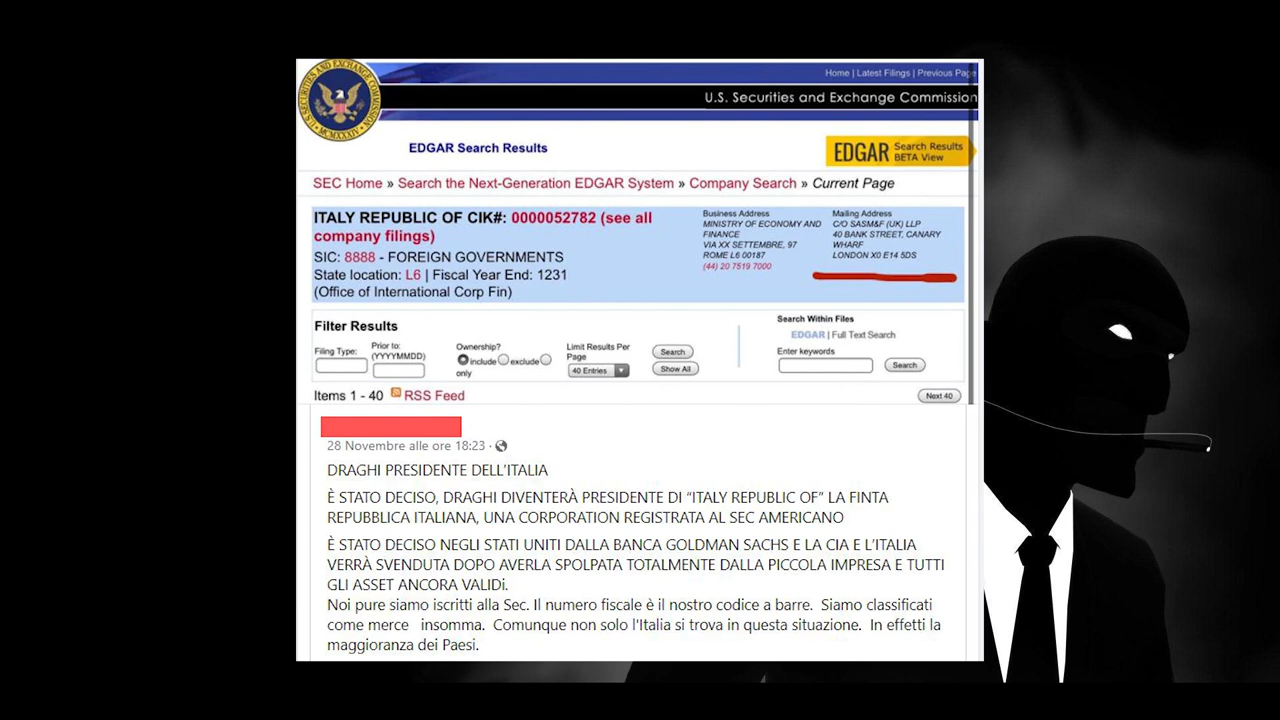 Home | Latest Filings | Previous Page
U.S. Securities and Exchange Commission
U.S. SECURITIES AND EXCHANGE COMMISSION
MCMXXXIV
EDGAR Search Results
EDGAR Search Results
BETA View
SEC Home » Search the Next-Generation EDGAR System » Company Search » Current Page
ITALY REPUBLIC OF CIK#: 0000052782 (see all
company filings)
SIC: 8888 - FOREIGN GOVERNMENTS
State location: L6 | Fiscal Year End: 1231
(Office of International Corp Fin)
Business Address
MINISTRY OF ECONOMY AND
FINANCE
VIA XX SETTEMBRE, 97
ROME L6 00187
(44) 20 7519 7000
Mailing Address
C/O SASM&F (UK) LLP
40 BANK STREET, CANARY
WHARF
LONDON X0 E14 5DS
Filter Results
Filing Type:
Prior to:
(YYYYMMDD)
Ownership?
include exclude
only
Limit Results Per
Page
40 Entries
Search
Show All
Search Within Files
EDGAR | Full Text Search
Enter keywords
Search
Items 1 - 40 RSS Feed
Next 40
28 Novembre alle ore 18:23 ·
DRAGHI PRESIDENTE DELL'ITALIA
È STATO DECISO, DRAGHI DIVENTERÀ PRESIDENTE DI “ITALY REPUBLIC OF” LA FINTA
REPUBBLICA ITALIANA, UNA CORPORATION REGISTRATA AL SEC AMERICANO
È STATO DECISO NEGLI STATI UNITI DALLA BANCA GOLDMAN SACHS E LA CIA E L'ITALIA
VERRÀ SVENDUTA DOPO AVERLA SPOLPATA TOTALMENTE DALLA PICCOLA IMPRESA E TUTTI
GLI ASSET ANCORA VALIDi.
Noi pure siamo iscritti alla Sec. Il numero fiscale è il nostro codice a barre. Siamo classificati
come merce insomma. Comunque non solo l'Italia si trova in questa situazione. In effetti la
maggioranza dei Paesi.